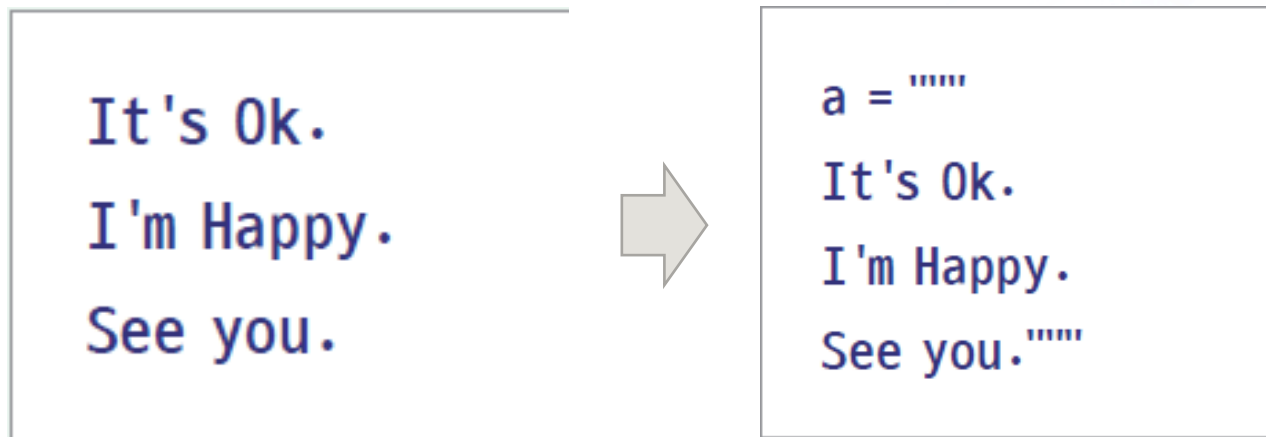 It's Ok.
I'm Happy.
See you.
a = """
It's Ok.
I'm Happy.
See you."""